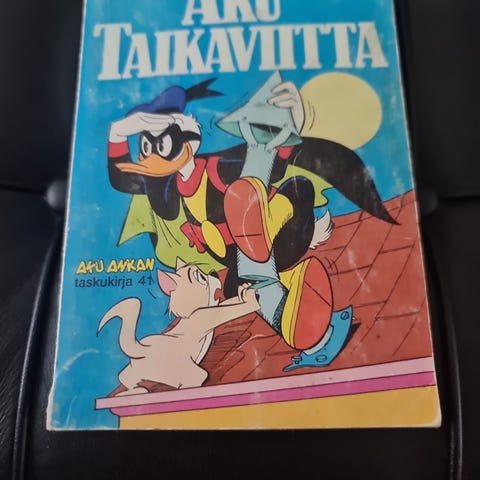 AKU
TAIKAVIITTA
AKU ANKAN
taskukirja 41